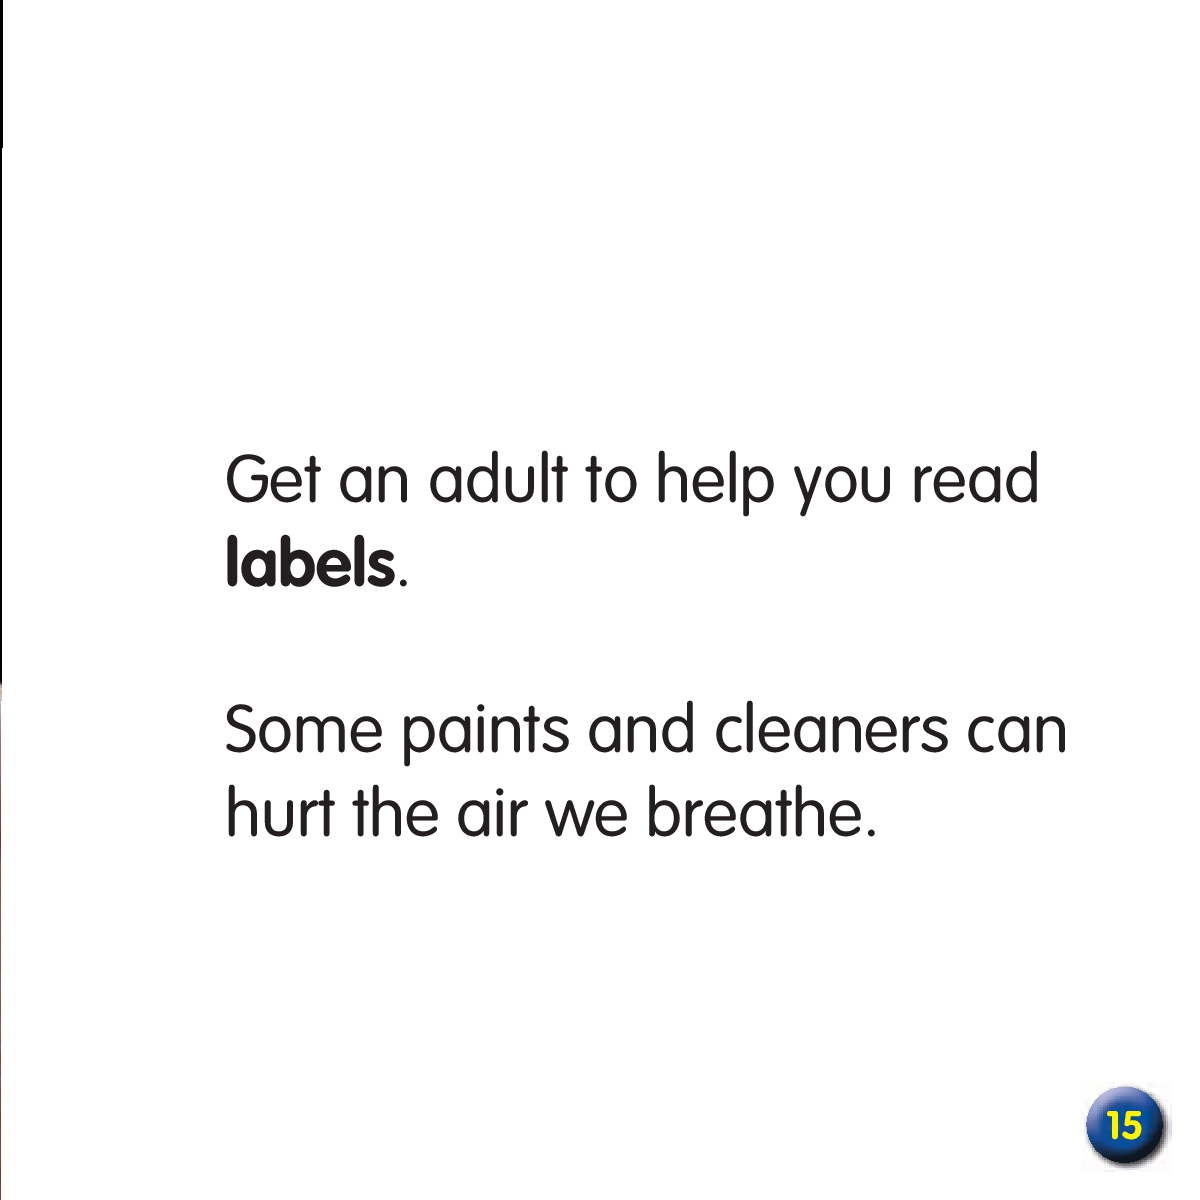 Get an adult to help you read
labels.
Some paints and cleaners can
hurt the air we breathe.
15